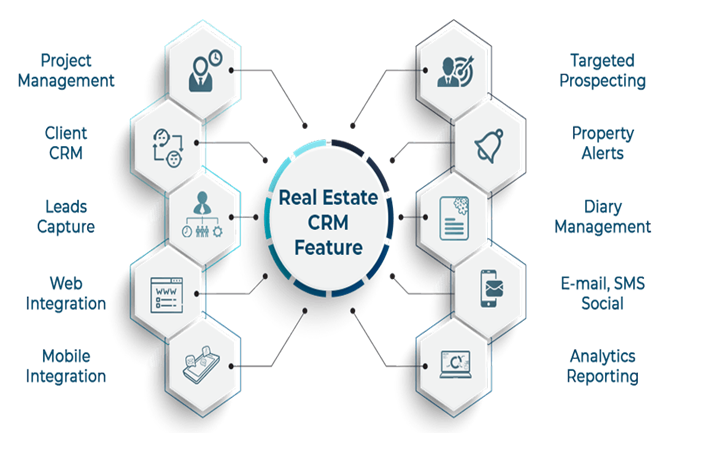 Project
Management
Client
CRM
Leads
Capture
Web
Integration
Mobile
Integration
WWW
Real Estate
CRM
Feature
Targeted
Prospecting
Property
Alerts
Diary
Management
E-mail, SMS
Social
Analytics
Reporting